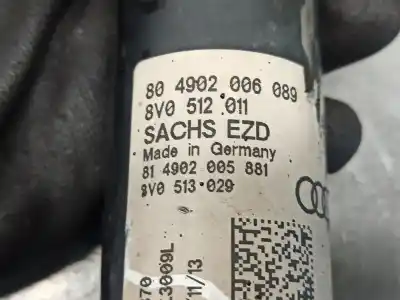 80 4902 006 089
8V0 512 011
SACHS EZD
Made in Germany
81 4902 005 881
8V0 513 029
3009L
/11/13